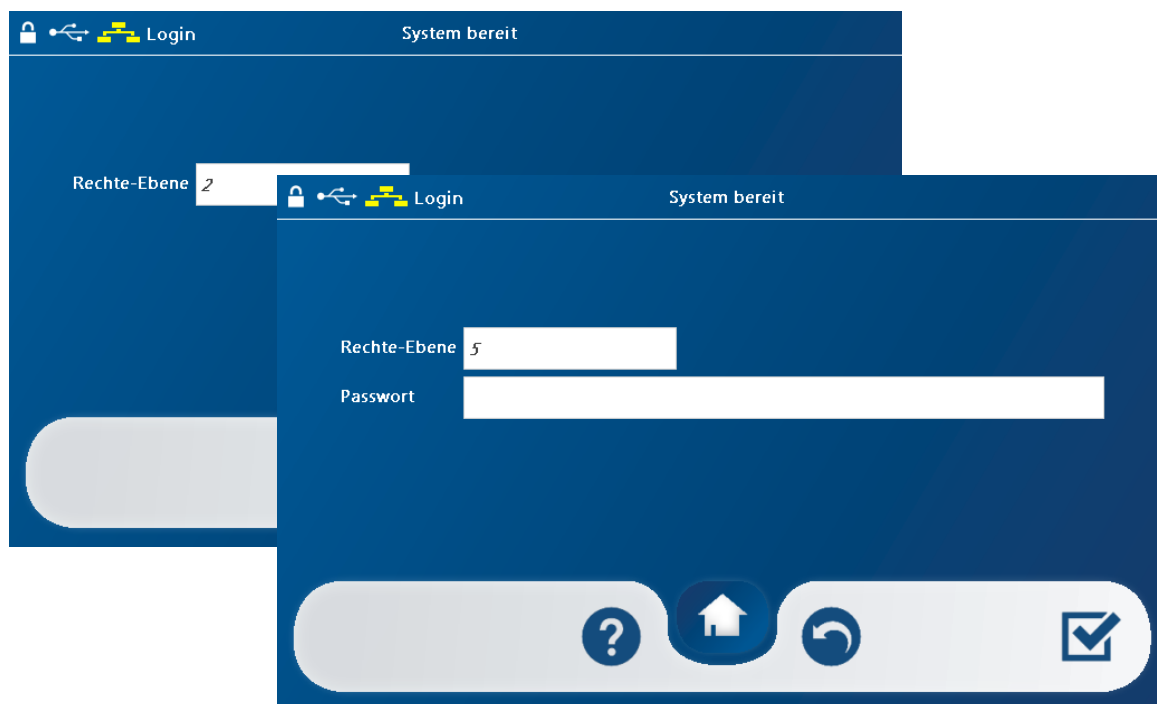 Login System bereit
Rechte-Ebene 2
Login System bereit
Rechte-Ebene 5
Passwort
?